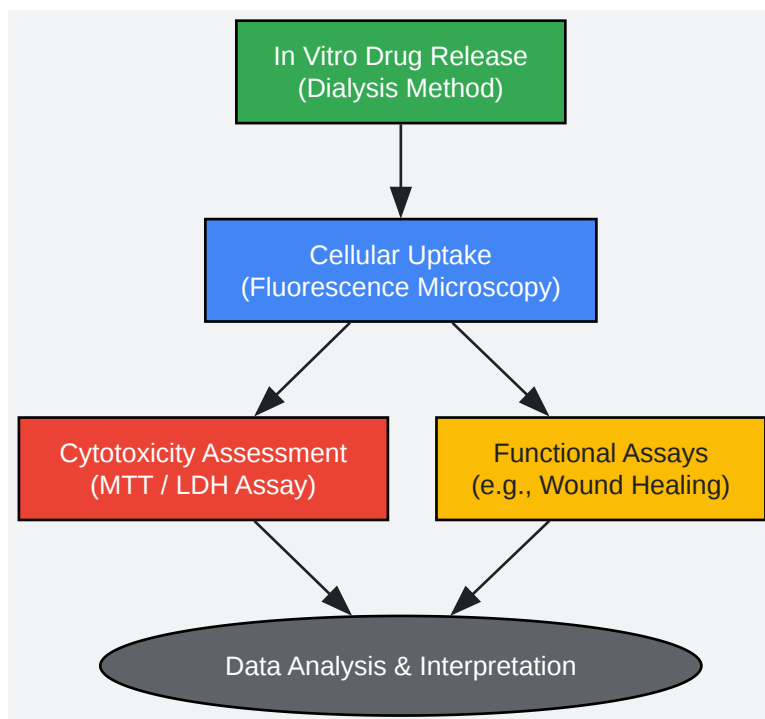 In Vitro Drug Release
(Dialysis Method)
Cellular Uptake
(Fluorescence Microscopy)
Cytotoxicity Assessment
(MTT / LDH Assay)
Functional Assays
(e.g., Wound Healing)
Data Analysis & Interpretation